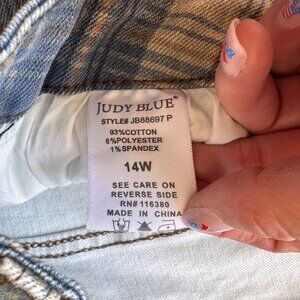 JUDY BLUE®
STYLE# JB88697 P
93%COTTON
6%POLYESTER
1%SPANDEX
14W
SEE CARE ON
REVERSE SIDE
RN# 116380
MADE IN CHINA